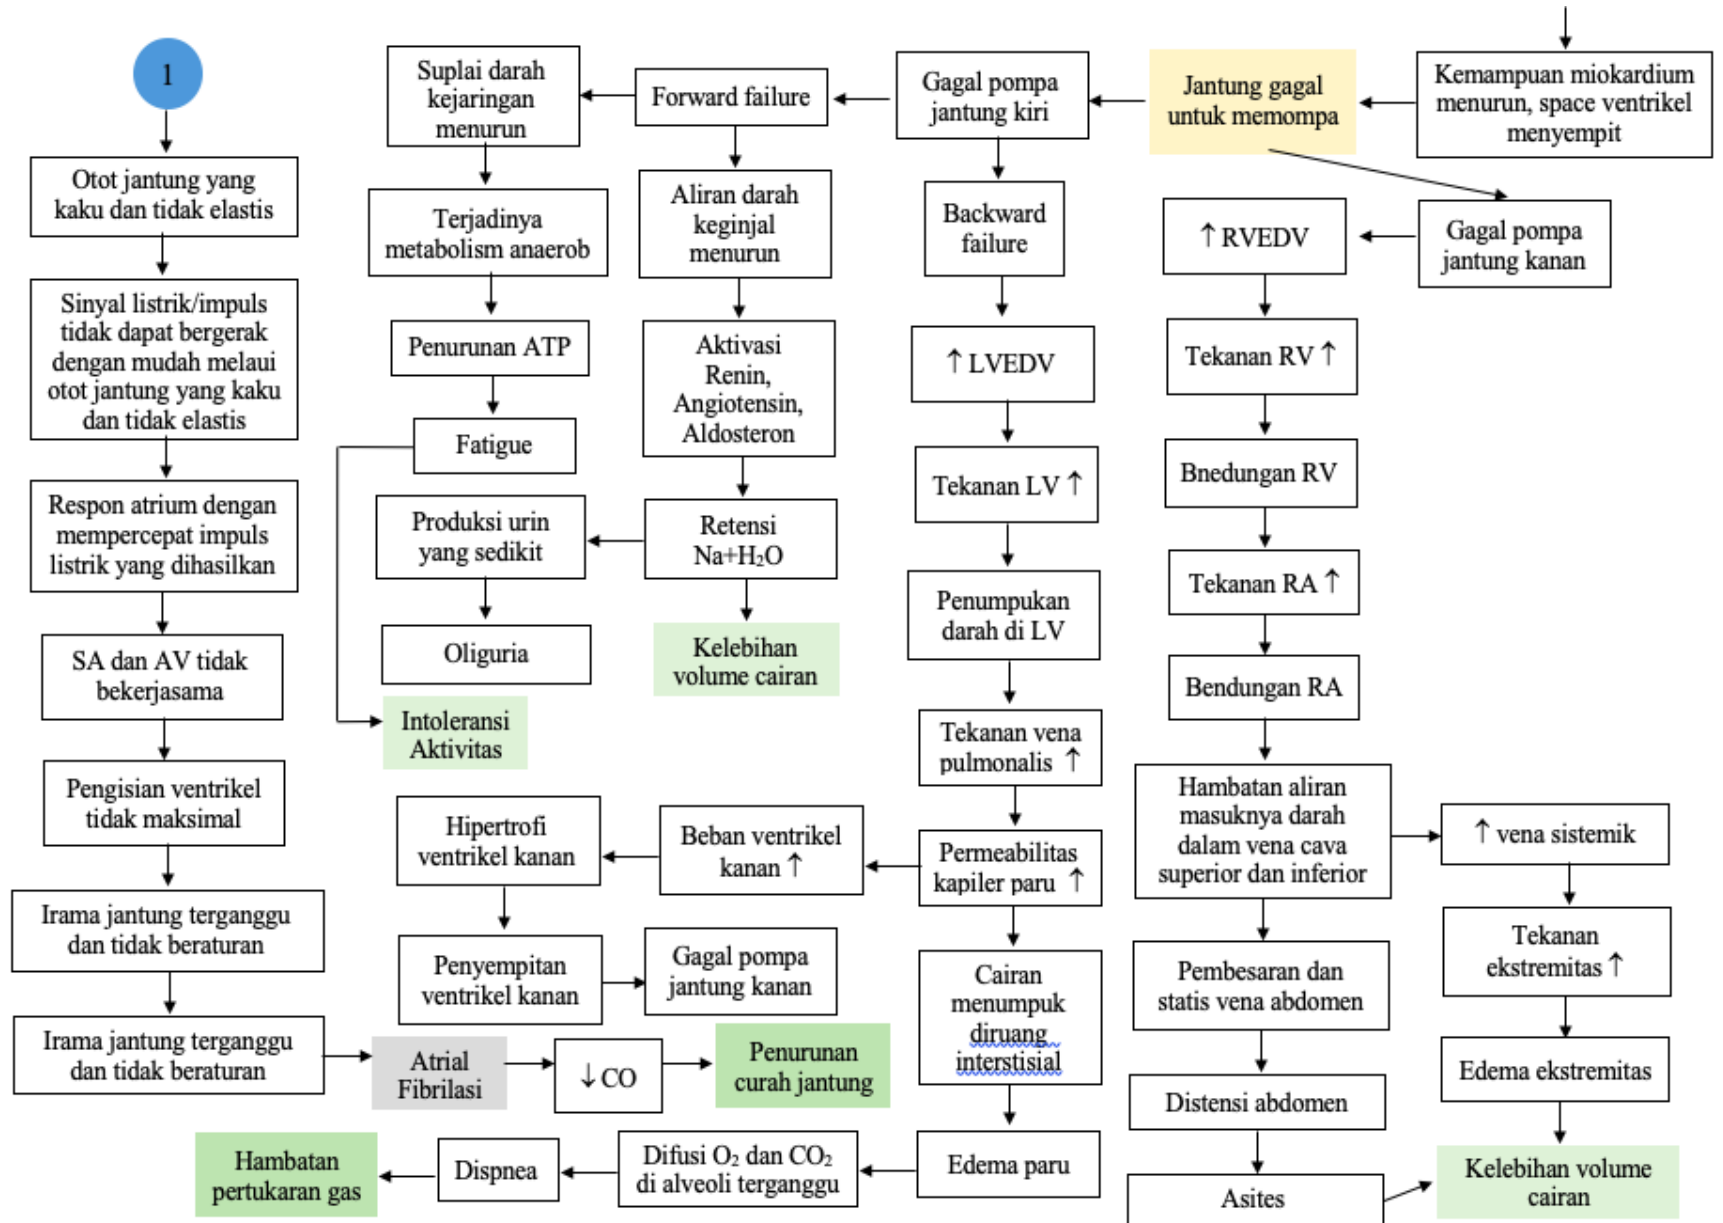 1
Otot jantung yang
kaku dan tidak elastis
Sinyal listrik/impuls
tidak dapat bergerak
dengan mudah melaui
otot jantung yang kaku
dan tidak elastis
Respon atrium dengan
mempercepat impuls
listrik yang dihasilkan
SA dan AV tidak
bekerjasama
Pengisian ventrikel
tidak maksimal
Irama jantung terganggu
dan tidak beraturan
Irama jantung terganggu
dan tidak beraturan
Atrial
Fibrilasi
↓ CO
Penurunan
curah jantung
Suplai darah
kejaringan
menurun
Terjadinya
metabolism anaerob
Penurunan ATP
Fatigue
Intoleransi
Aktivitas
Forward failure
Aliran darah
keginjal
menurun
Aktivasi
Renin,
Angiotensin,
Aldosteron
Retensi
Na+H₂O
Produksi urin
yang sedikit
Oliguria
Kelebihan
volume cairan
Gagal pompa
jantung kiri
Backward
failure
↑ LVEDV
Tekanan LV ↑
Penumpukan
darah di LV
Tekanan vena
pulmonalis ↑
Permeabilitas
kapiler paru ↑
Beban ventrikel
kanan ↑
Hipertrofi
ventrikel kanan
Penyempitan
ventrikel kanan
Gagal pompa
jantung kanan
Cairan
menumpuk
diruang
interstisial
Edema paru
Difusi O₂ dan CO₂
di alveoli terganggu
Dispnea
Hambatan
pertukaran gas
Jantung gagal
untuk memompa
Kemampuan miokardium
menurun, space ventrikel
menyempit
Gagal pompa
jantung kanan
↑ RVEDV
Tekanan RV ↑
Bnedungan RV
Tekanan RA ↑
Bendungan RA
Hambatan aliran
masuknya darah
dalam vena cava
superior dan inferior
Pembesaran dan
statis vena abdomen
Distensi abdomen
Asites
↑ vena sistemik
Tekanan
ekstremitas ↑
Edema ekstremitas
Kelebihan volume
cairan